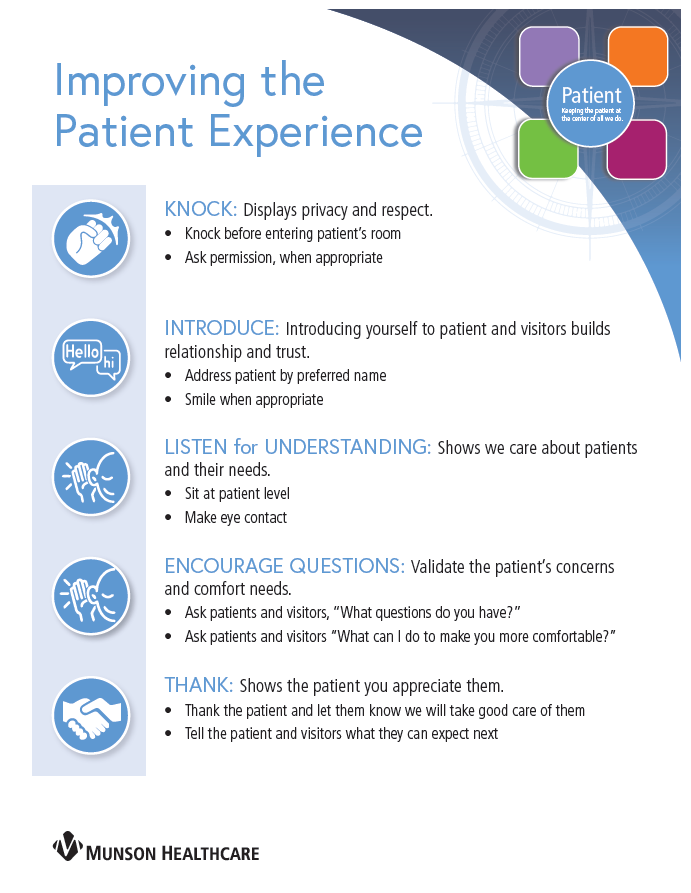 Improving the
Patient Experience
Patient
Keeping the patient at
the center of all we do.
KNOCK: Displays privacy and respect.
• Knock before entering patient’s room
• Ask permission, when appropriate
Hello
hi
INTRODUCE: Introducing yourself to patient and visitors builds
relationship and trust.
• Address patient by preferred name
• Smile when appropriate
LISTEN for UNDERSTANDING: Shows we care about patients
and their needs.
• Sit at patient level
• Make eye contact
ENCOURAGE QUESTIONS: Validate the patient’s concerns
and comfort needs.
• Ask patients and visitors, “What questions do you have?”
• Ask patients and visitors “What can I do to make you more comfortable?”
THANK: Shows the patient you appreciate them.
• Thank the patient and let them know we will take good care of them
• Tell the patient and visitors what they can expect next
MUNSON HEALTHCARE